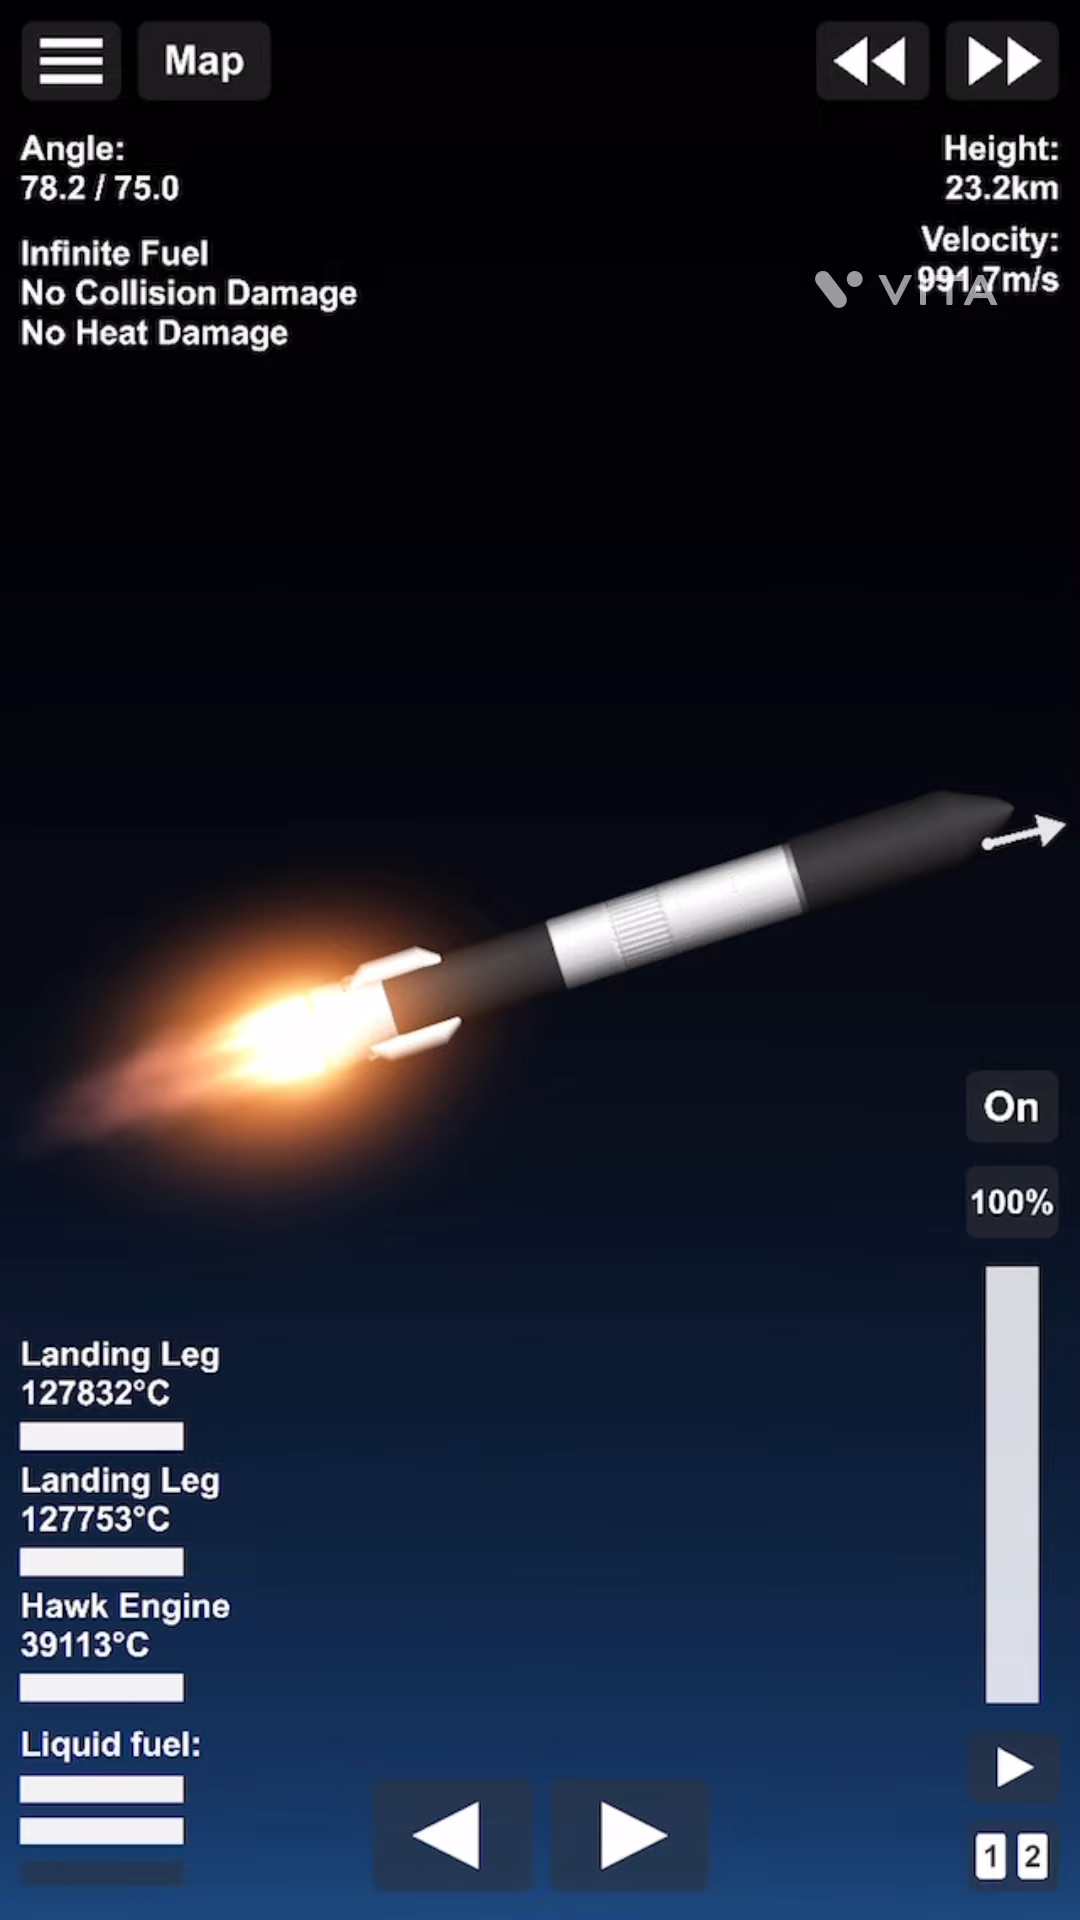 Map
Angle:
78.2 / 75.0
Infinite Fuel
No Collision Damage
No Heat Damage
Height:
23.2km
Velocity:
991.7m/s
VITA
On
100%
Landing Leg
127832°C
Landing Leg
127753°C
Hawk Engine
39113°C
Liquid fuel:
1 2